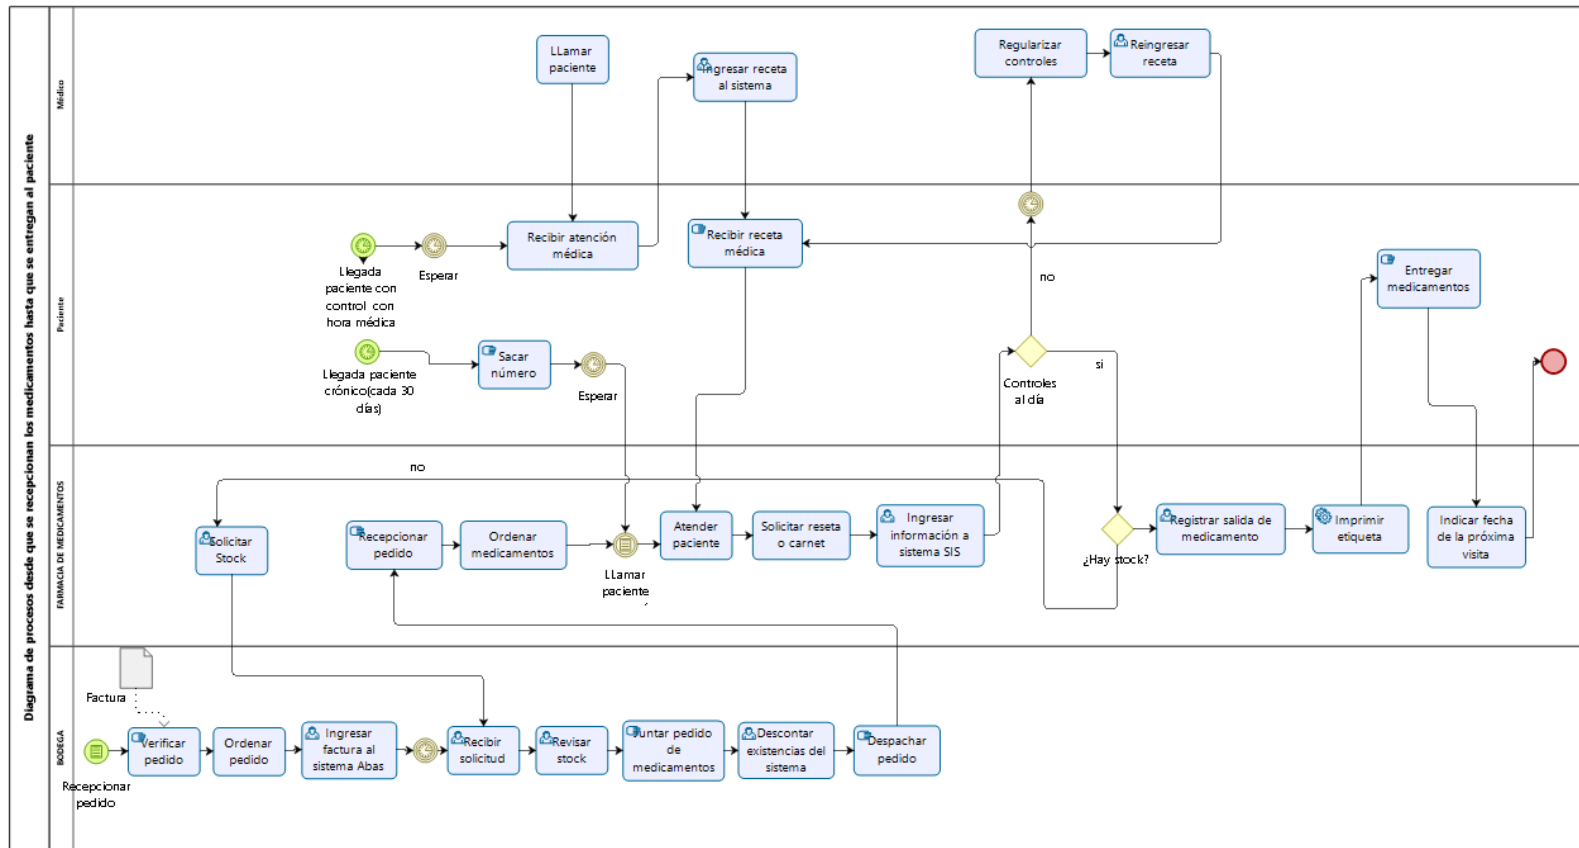 Diagrama de procesos desde que se recepcionan los medicamentos hasta que se entregan al paciente
Médico
LLamar
paciente
Ingresar receta
al sistema
Regularizar
controles
Reingresar
receta
Paciente
Llegada
paciente con
control con
hora médica
Esperar
Recibir atención
médica
Recibir receta
médica
no
Entregar
medicamentos
Llegada paciente
crónico(cada 30
días)
Sacar
número
Esperar
Controles
al día
si
FARMACIA DE MEDICAMENTOS
no
Solicitar
Stock
Recepcionar
pedido
Ordenar
medicamentos
LLamar
paciente
Atender
paciente
Solicitar reseta
o carnet
Ingresar
información a
sistema SIS
¿Hay stock?
Registrar salida de
medicamento
Imprimir
etiqueta
Indicar fecha
de la próxima
visita
BODEGA
Factura
Recepcionar
pedido
Verificar
pedido
Ordenar
pedido
Ingresar
factura al
sistema Abas
Recibir
solicitud
Revisar
stock
Juntar pedido
de
medicamentos
Descontar
existencias del
sistema
Despachar
pedido